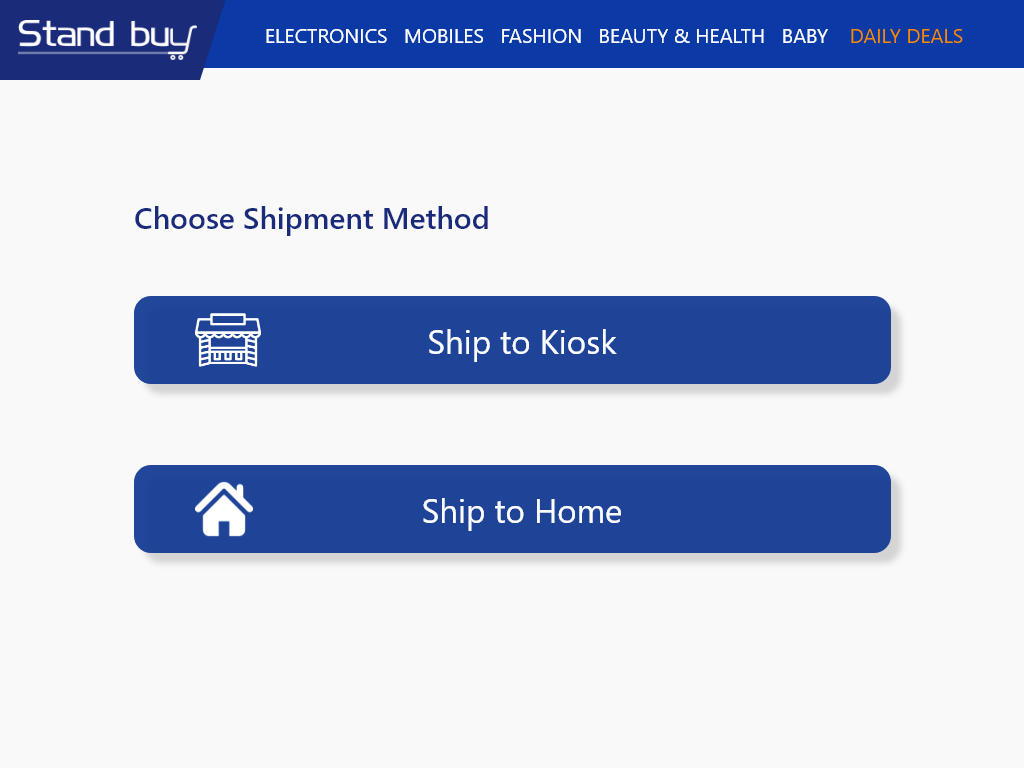 Stand buy
ELECTRONICS MOBILES FASHION BEAUTY & HEALTH BABY DAILY DEALS
Choose Shipment Method
Ship to Kiosk
Ship to Home